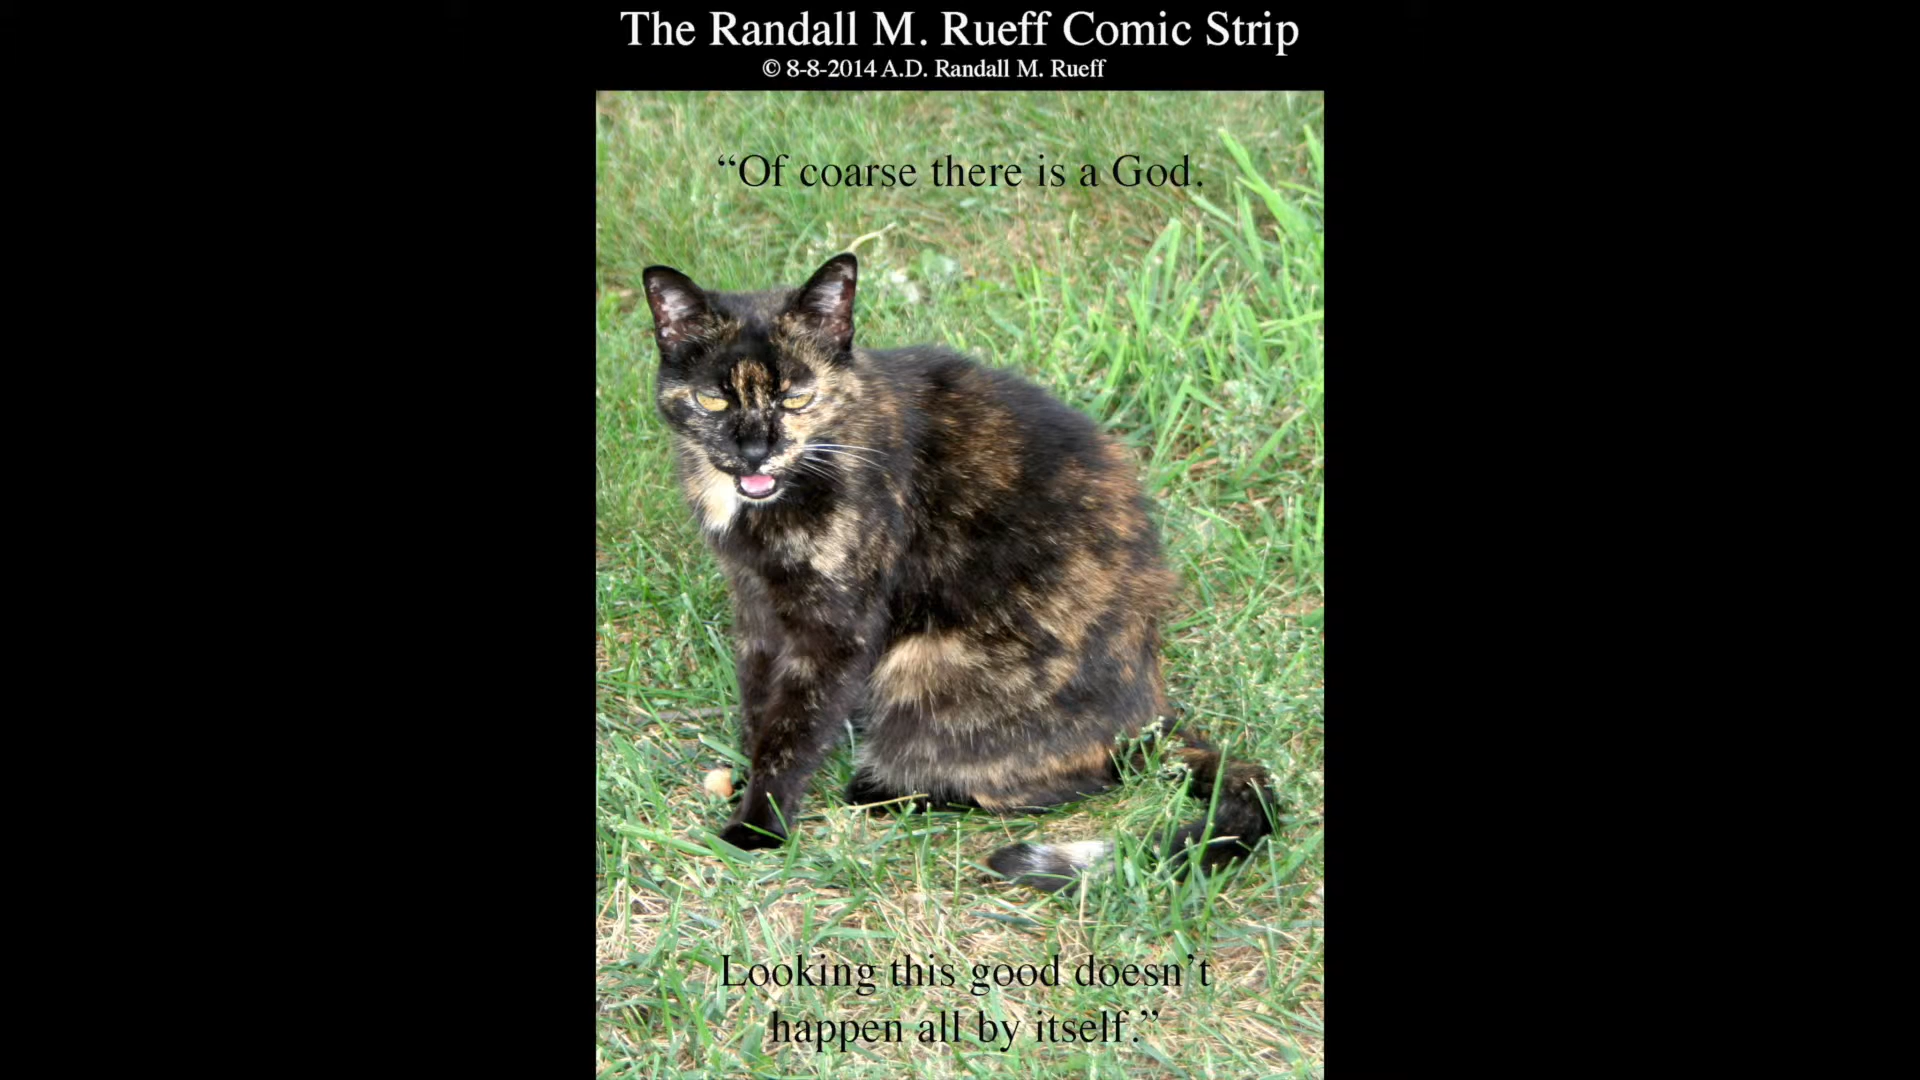 The Randall M. Rueff Comic Strip
© 8-8-2014 A.D. Randall M. Rueff
“Of coarse there is a God.
Looking this good doesn’t
happen all by itself.”